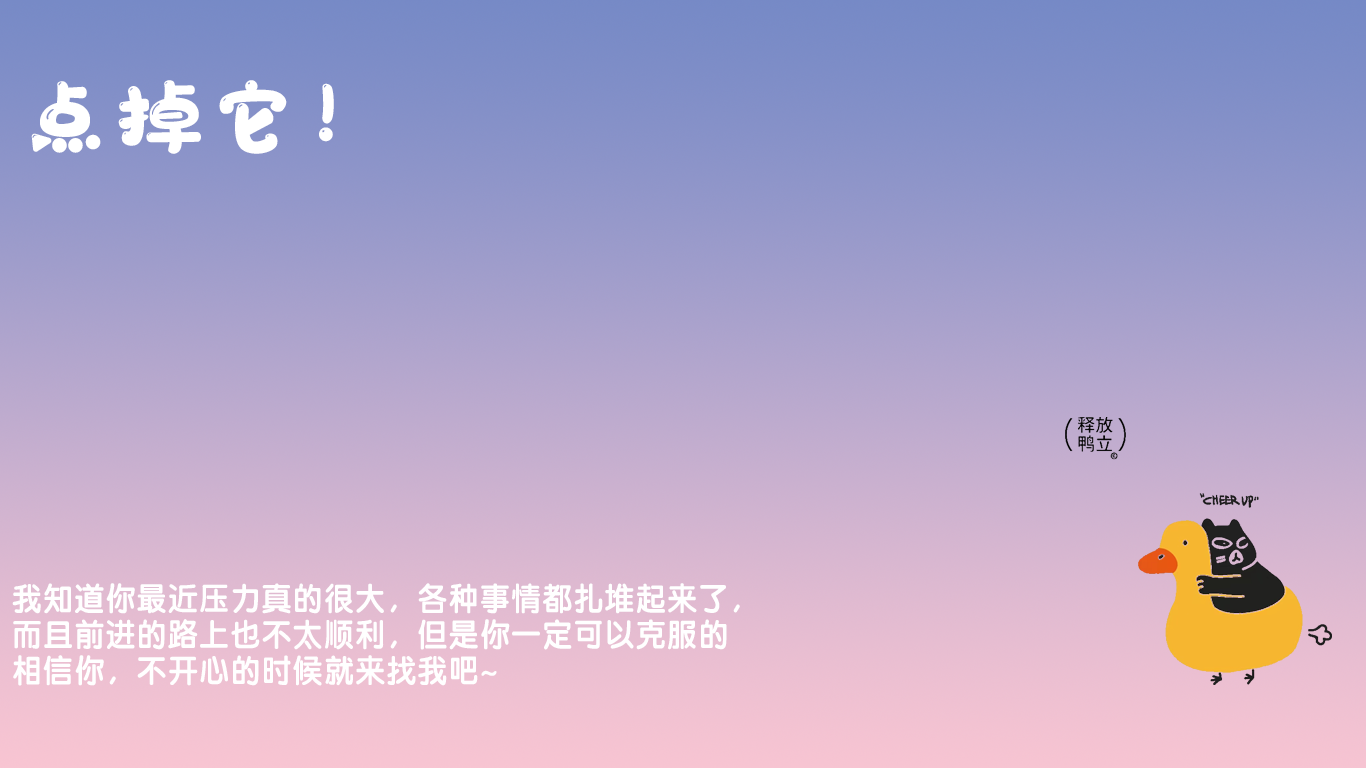 点掉它！
（释放
鸭立）
©
"CHEER UP"
我知道你最近压力真的很大，各种事情都扎堆起来了，
而且前进的路上也不太顺利，但是你一定可以克服的
相信你，不开心的时候就来找我吧~